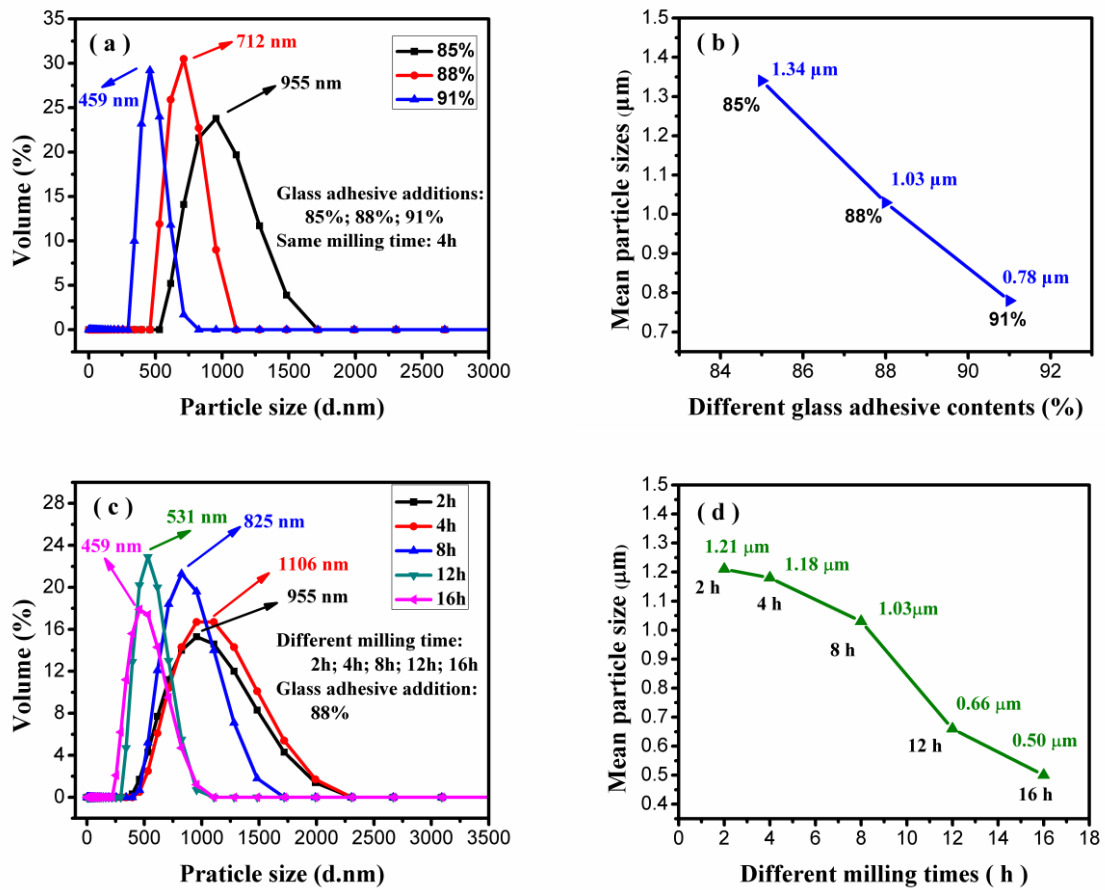 ( a )
712 nm
459 nm
955 nm
85%
88%
91%
Glass adhesive additions:
85%; 88%; 91%
Same milling time: 4h
Volume (%)
0
5
10
15
20
25
30
35
0 500 1000 1500 2000 2500 3000
Particle size (d.nm)
( b )
1.34 µm
85%
1.03 µm
88%
0.78 µm
91%
Mean particle sizes (µm)
1.5
1.4
1.3
1.2
1.1
1.0
0.9
0.8
0.7
84 86 88 90 92
Different glass adhesive contents (%)
( c )
531 nm
459 nm
825 nm
1106 nm
955 nm
2h
4h
8h
12h
16h
Different milling time:
2h; 4h; 8h; 12h; 16h
Glass adhesive addition:
88%
Volume (%)
28
24
20
16
12
8
4
0
0 500 1000 1500 2000 2500 3000 3500
Praticle size (d.nm)
( d )
1.21 µm
2 h
1.18 µm
4 h
1.03µm
8 h
0.66 µm
12 h
0.50 µm
16 h
Mean particle size (µm)
1.5
1.4
1.3
1.2
1.1
1.0
0.9
0.8
0.7
0.6
0.5
0.4
0 2 4 6 8 10 12 14 16 18
Different milling times ( h )